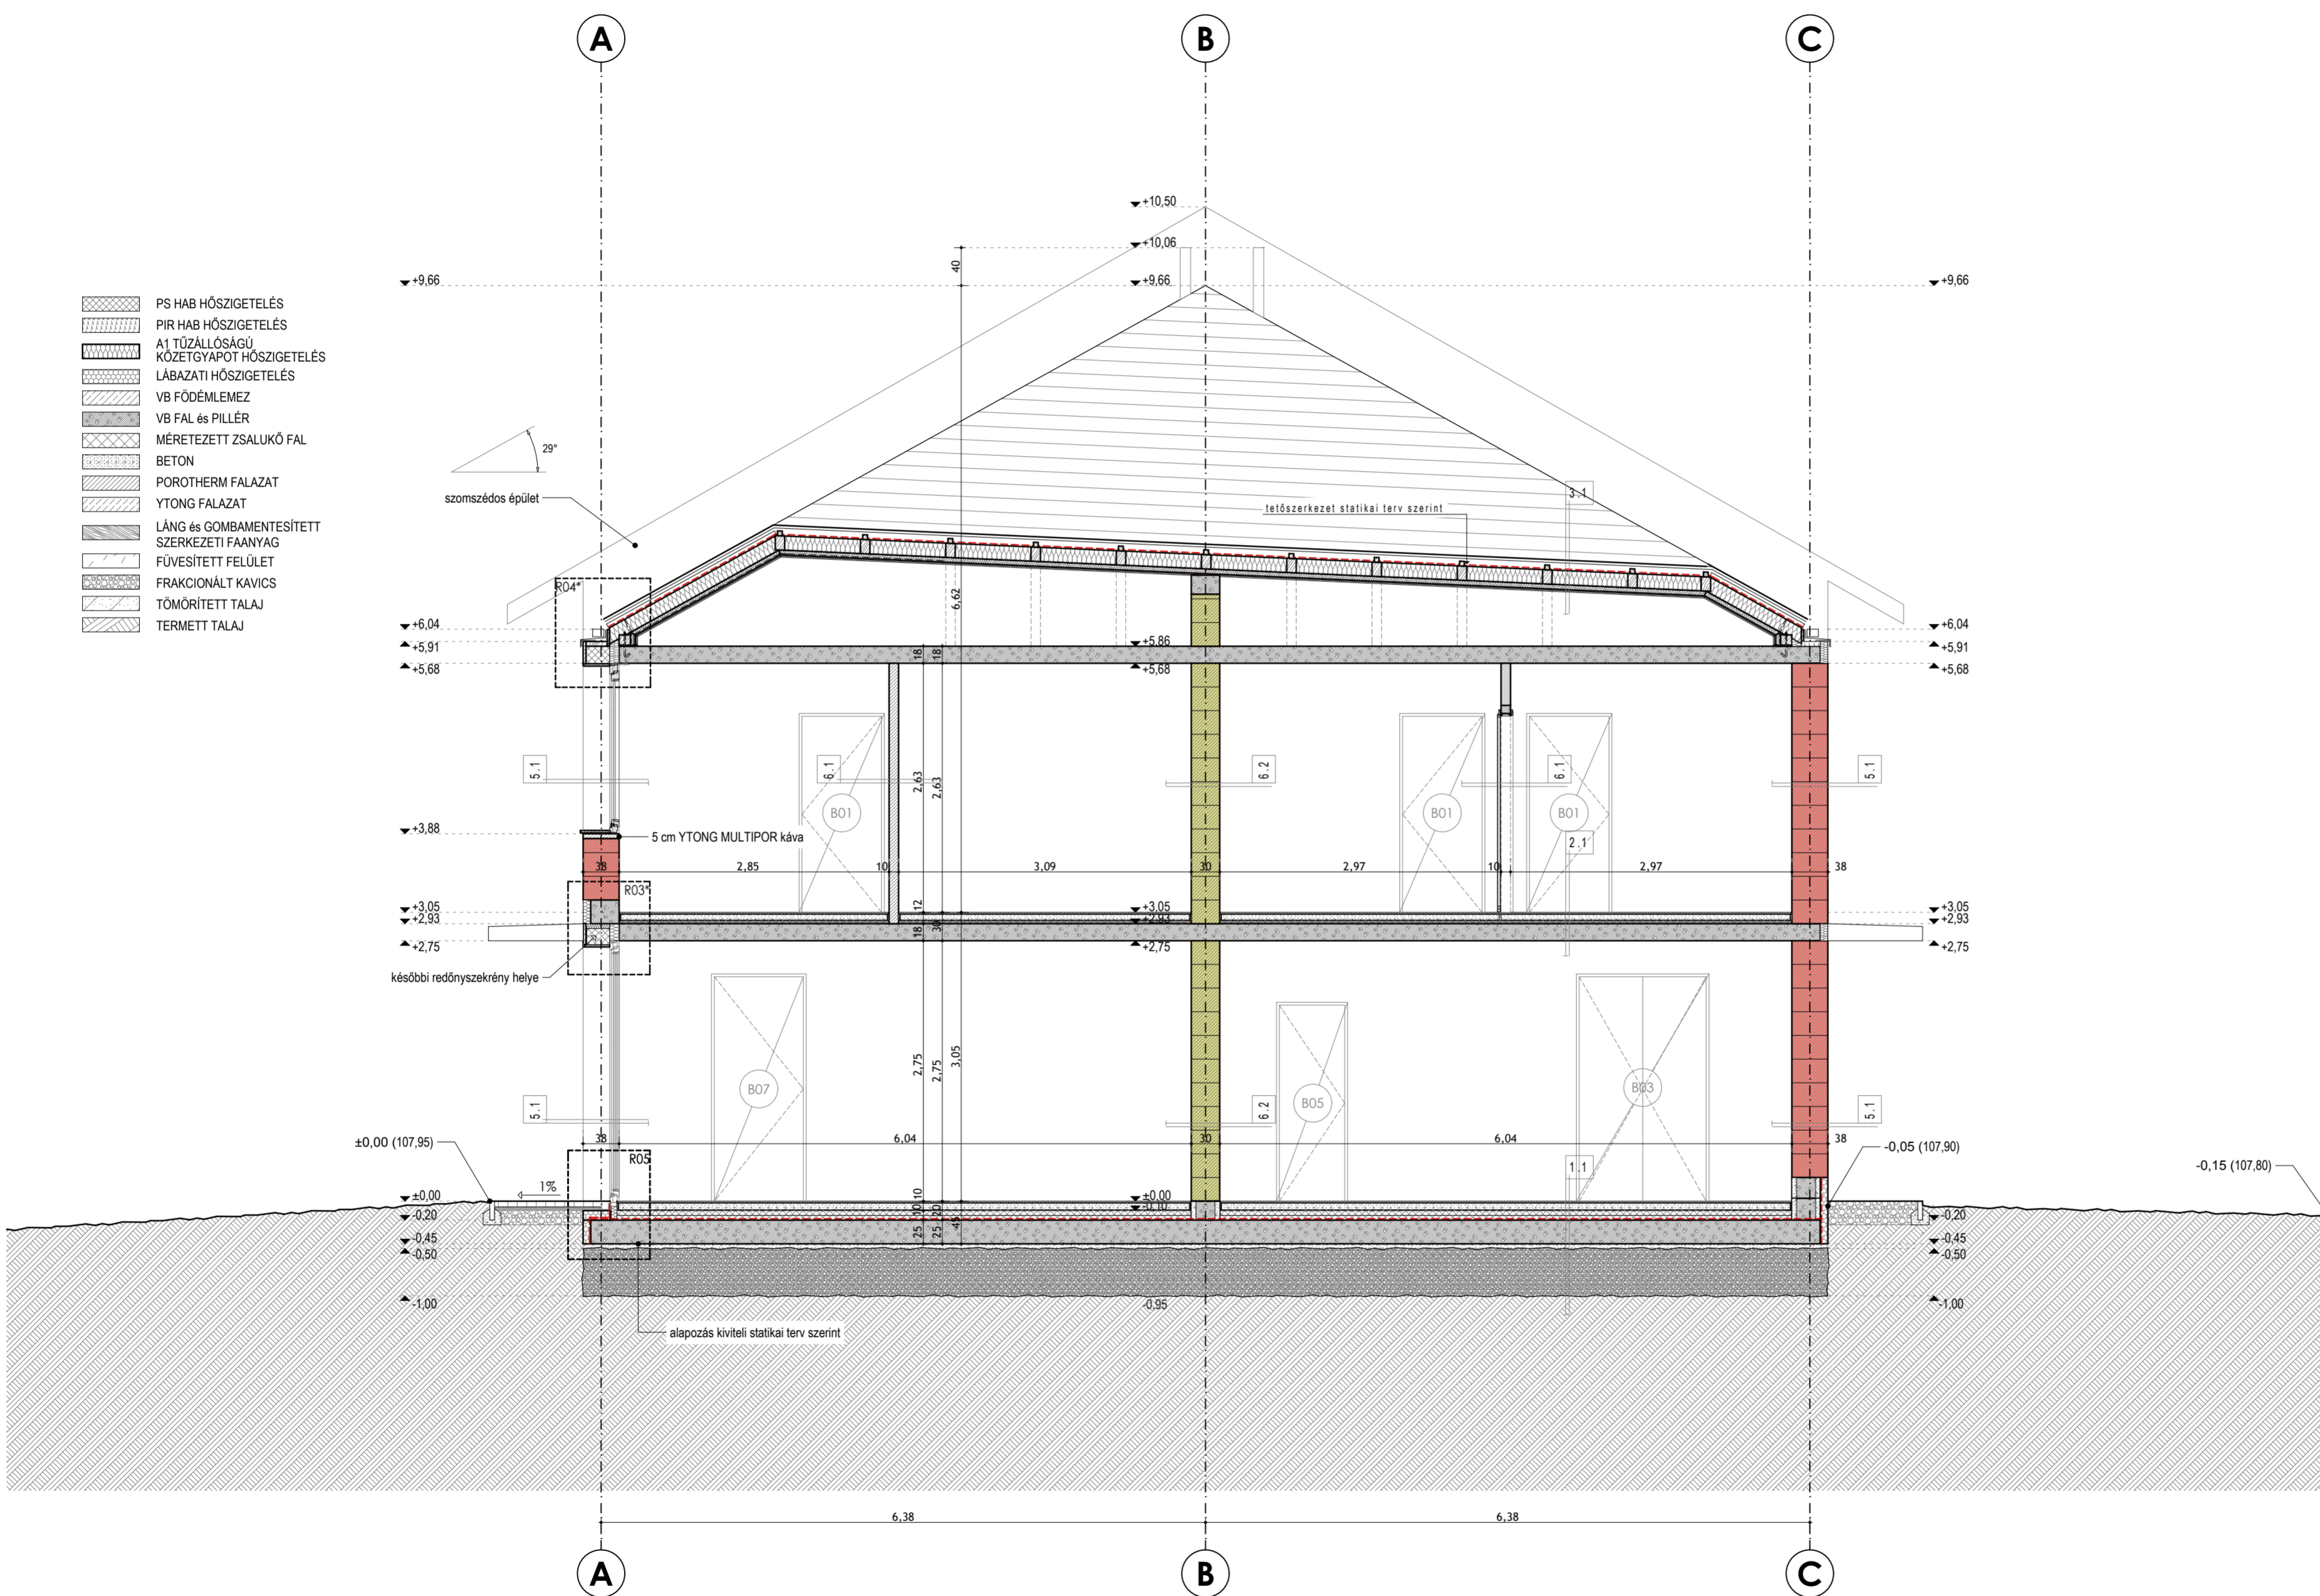 A
B
C
+10,50
+10,06
40
+9,66
+9,66
+9,66
PS HAB HŐSZIGETELÉS
PIR HAB HŐSZIGETELÉS
A1 TŰZÁLLÓSÁGÚ
KŐZETGYAPOT HŐSZIGETELÉS
LÁBAZATI HŐSZIGETELÉS
VB FÖDÉMLEMEZ
VB FAL és PILLÉR
MÉRETEZETT ZSALUKŐ FAL
BETON
POROTHERM FALAZAT
YTONG FALAZAT
LÁNG és GOMBAMENTESÍTETT
SZERKEZETI FAANYAG
FÜVESÍTETT FELÜLET
FRAKCIONÁLT KAVICS
TÖMÖRÍTETT TALAJ
TERMETT TALAJ
29°
szomszédos épület
3.1
tetőszerkezet statikai terv szerint
R04*
6,62
+6,04
+5,91
+5,68
18
18
+5,86
+5,68
+6,04
+5,91
+5,68
5.1
6.1
2,63
2,63
6.2
6.1
5.1
B01
B01
B01
+3,88
5 cm YTONG MULTIPOR káva
2.1
38
2,85
10
3,09
30
2,97
10
2,97
38
R03*
+3,05
+2,93
+2,75
12
18
30
+3,05
+2,93
+2,75
+3,05
+2,93
+2,75
későbbi redőnyszekrény helye
2,75
2,75
3,05
B07
B05
B03
5.1
6.2
5.1
±0,00 (107,95)
38
6,04
30
6,04
38
-0,05 (107,90)
R05
1.1
-0,15 (107,80)
1%
±0,00
-0,20
-0,45
-0,50
-1,00
10
10
25
20
25
45
±0,00
-0,10
-0,95
-0,20
-0,45
-0,50
-1,00
alapozás kiviteli statikai terv szerint
6,38
6,38
A
B
C